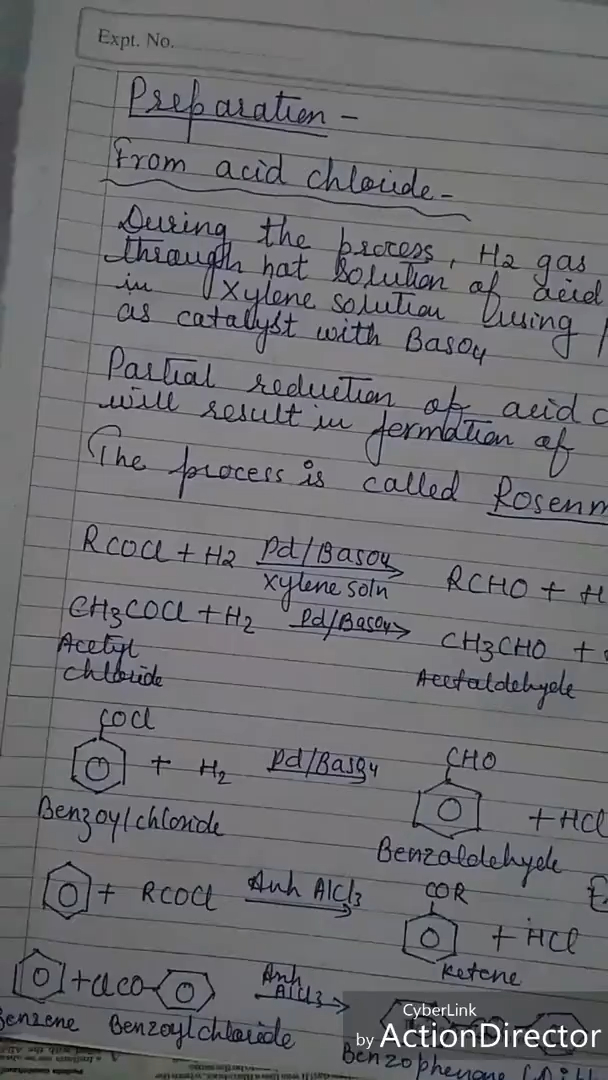 Expt. No.
Preparation -
From acid chloride -
During the process, H2 gas
through hot solution of acid
in Xylene solution using
as catalyst with BaSO4
Partial reduction of acid c
will result in formation of
The process is called Rosenm
RCOCl + H2 Pd/BaSO4 RCHO + H
Xylene soln
CH3COCl + H2 Pd/BaSO4 CH3CHO +
Acetyl Acetaldehyde
chloride
COCl CHO
+ H2 Pd/BaSO4 + HCl
Benzoylchloride Benzaldehyde
+ RCOCl Anh AlCl3 COR + HCl
Ketone
+ ClCO- Anh AlCl3
Benzene Benzoylchloride Benzophenone
CyberLink
by ActionDirector